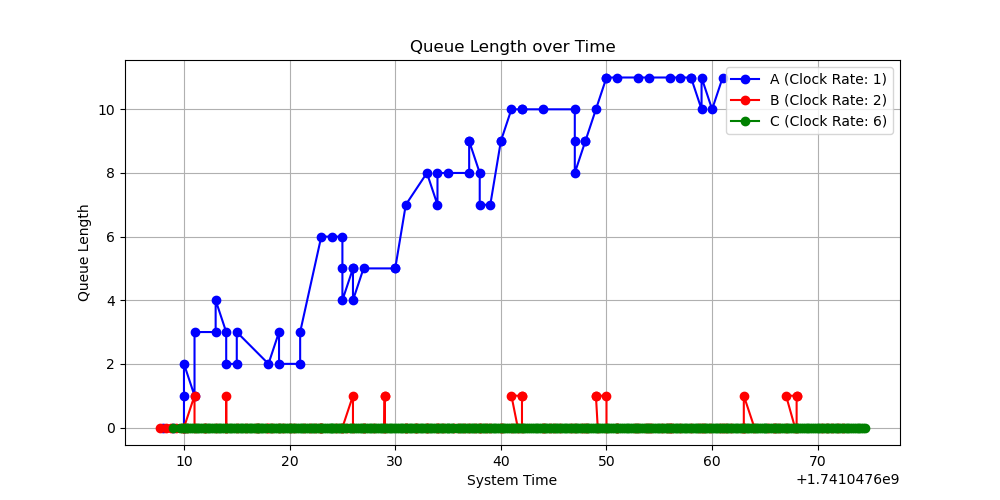 Queue Length over Time
A (Clock Rate: 1)
B (Clock Rate: 2)
C (Clock Rate: 6)
Queue Length
10
8
6
4
2
0
10 20 30 40 50 60 70
System Time
+1.7410476e9